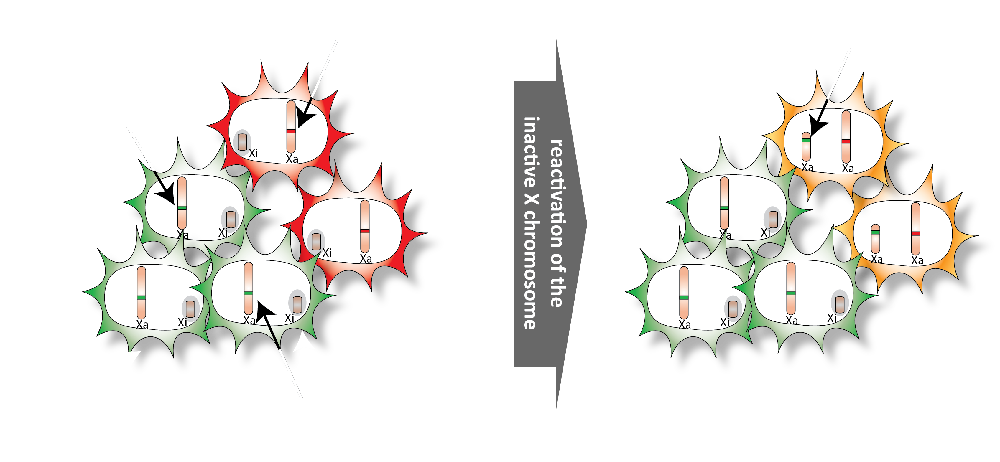 Xi
Xa
Xa
Xi
Xi
Xa
Xa
Xi
Xa
Xi
reactivation of the
inactive X chromosome
Xa
Xa
Xa
Xi
Xa
Xa
Xa
Xi
Xa
Xi